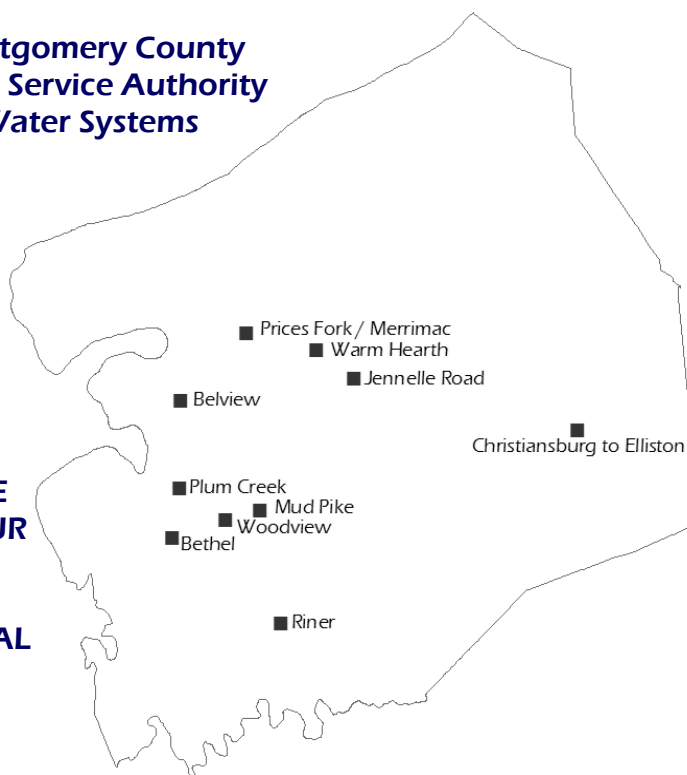 tgomery County
Service Authority
Water Systems
Prices Fork / Merrimac
Warm Hearth
Jennelle Road
Belview
Christiansburg to Elliston
Plum Creek
Mud Pike
Woodview
Bethel
E
UR
AL
Riner